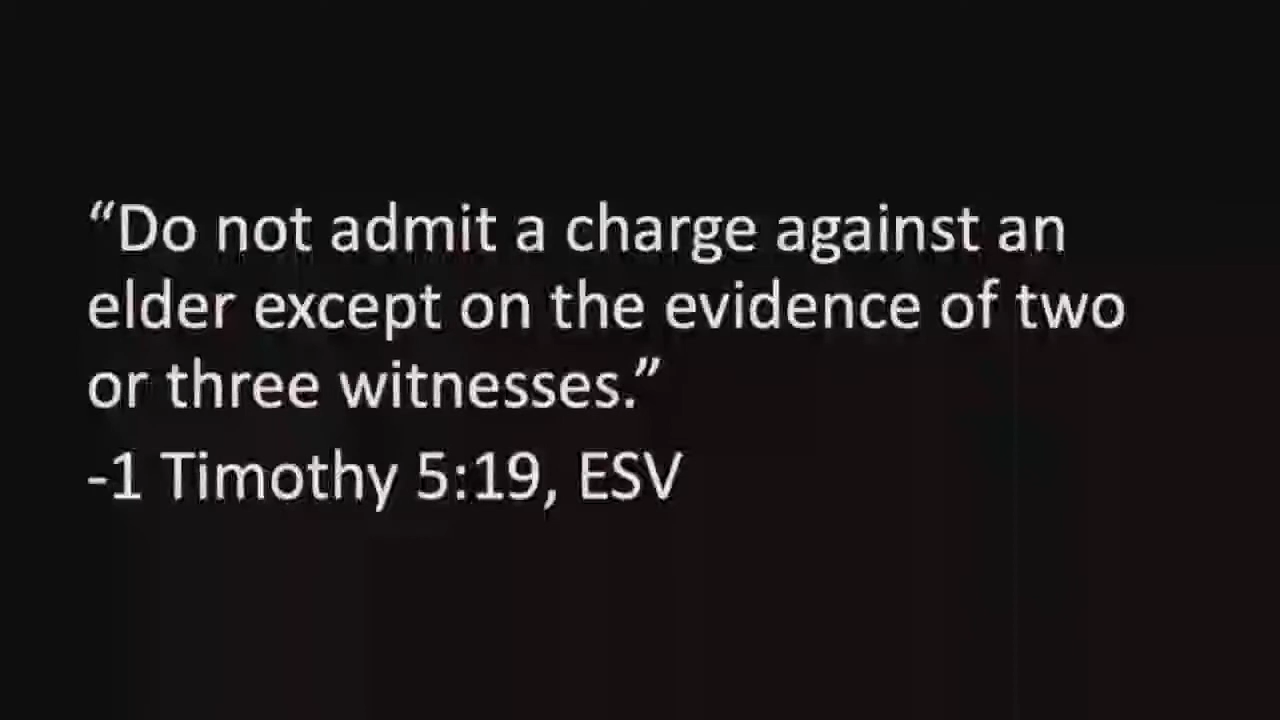 “Do not admit a charge against an
elder except on the evidence of two
or three witnesses.”
-1 Timothy 5:19, ESV